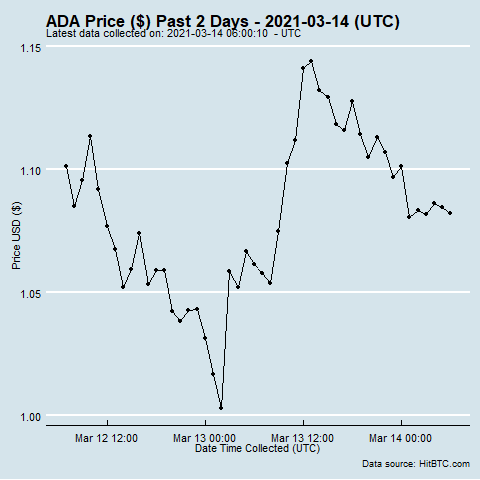 ADA Price ($) Past 2 Days - 2021-03-14 (UTC)
Latest data collected on: 2021-03-14 06:00:10 - UTC
1.15
1.10
1.05
1.00
Price USD ($)
Mar 12 12:00 Mar 13 00:00 Mar 13 12:00 Mar 14 00:00
Date Time Collected (UTC)
Data source: HitBTC.com